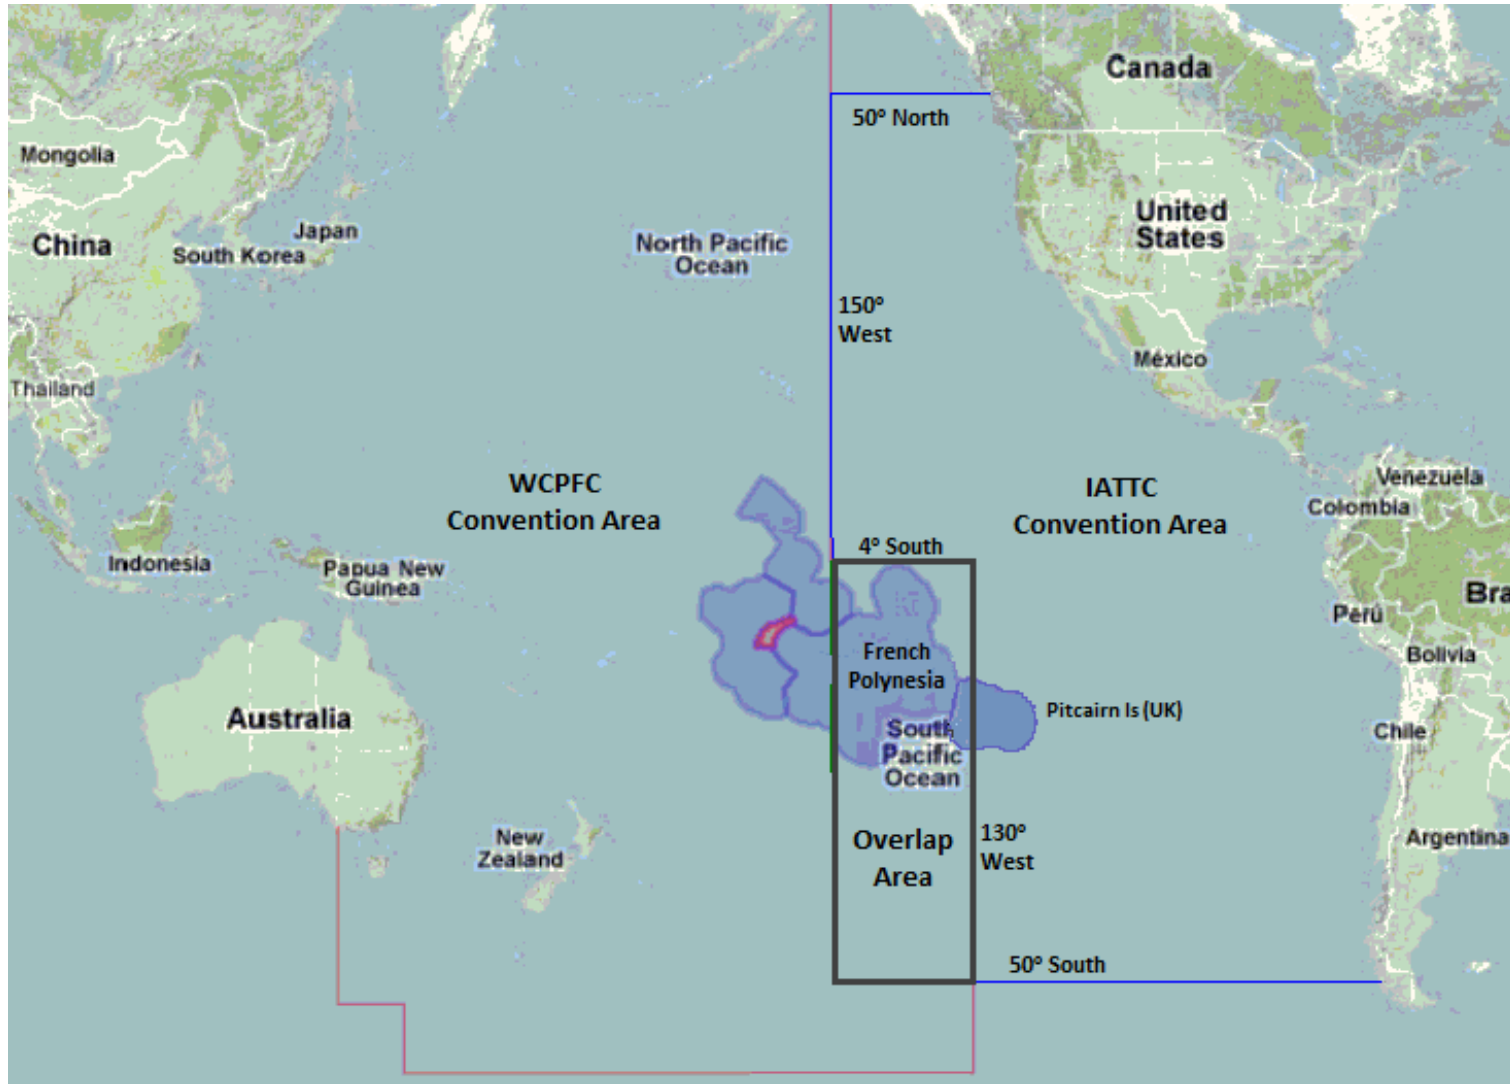 Canada
50° North
Mongolia
United
States
China
Japan
South Korea
North Pacific
Ocean
150°
West
México
Thailand
WCPFC
Convention Area
IATTC
Convention Area
Venezuela
Colombia
4° South
Indonesia
Papua New
Guinea
Bra
Perú
French
Polynesia
Bolivia
Pitcairn Is (UK)
Australia
South
Pacific
Ocean
Chile
New
Zealand
Overlap
Area
130°
West
Argentina
50° South